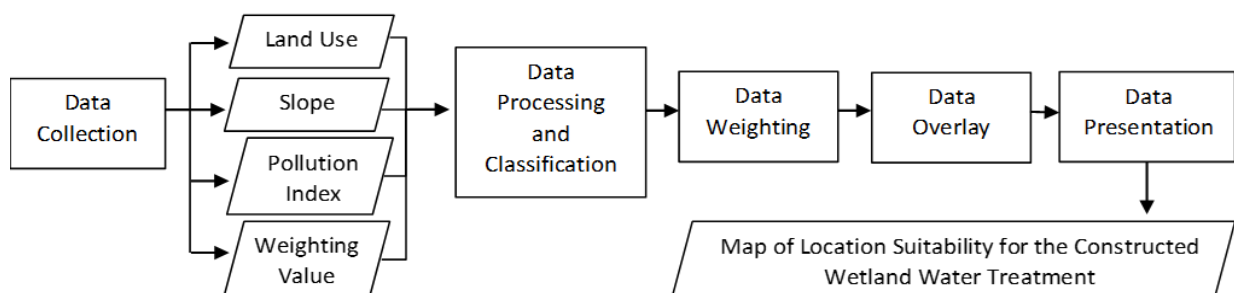 Data
Collection
Land Use
Slope
Pollution
Index
Weighting
Value
Data
Processing
and
Classification
Data
Weighting
Data
Overlay
Data
Presentation
Map of Location Suitability for the Constructed
Wetland Water Treatment